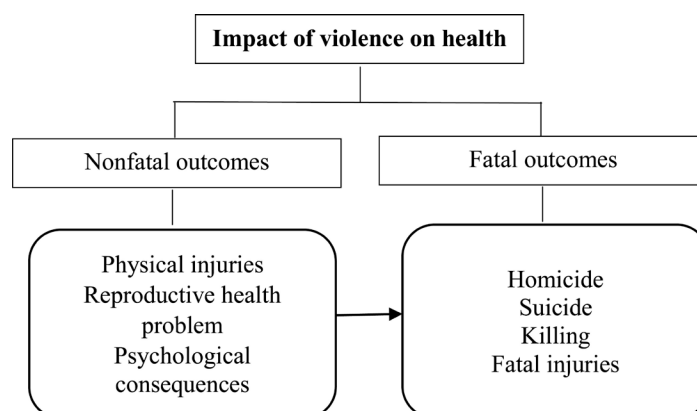 Impact of violence on health
Nonfatal outcomes
Fatal outcomes
Physical injuries
Reproductive health
problem
Psychological
consequences
Homicide
Suicide
Killing
Fatal injuries